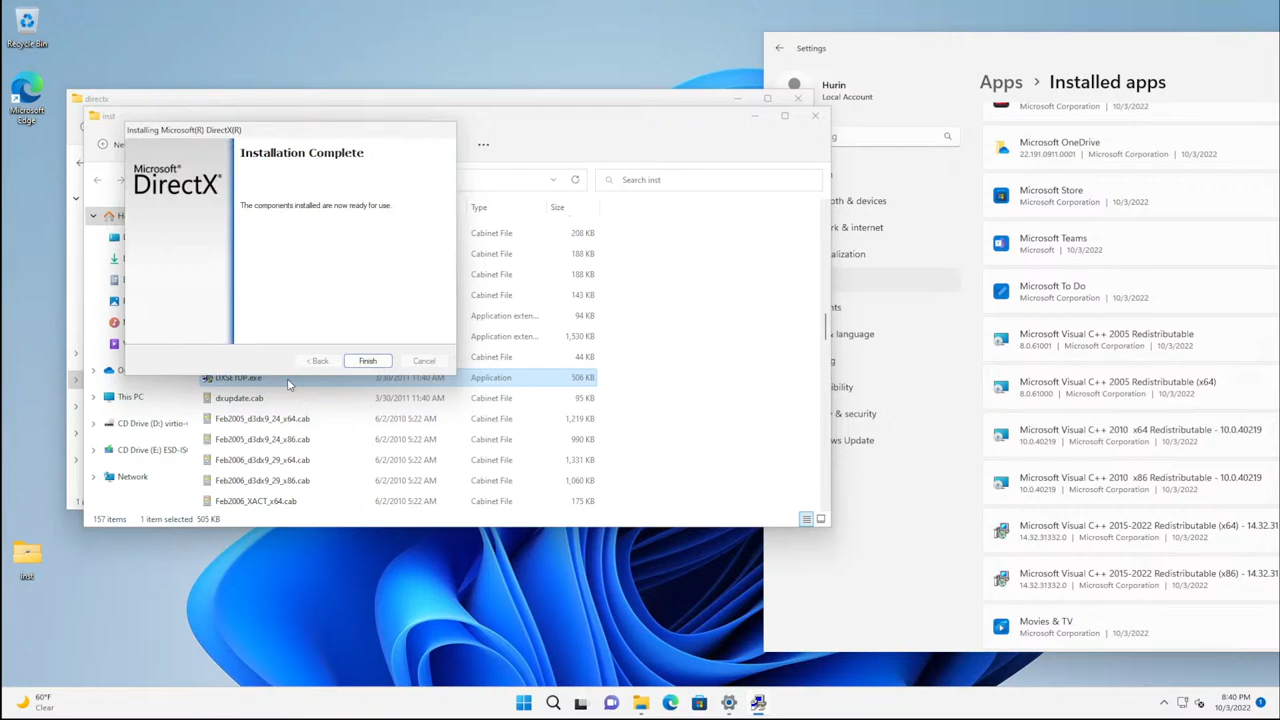 Recycle Bin
Microsoft
Edge
inst
directx
inst
Search inst
Type
Size
Cabinet File
208 KB
Cabinet File
188 KB
Cabinet File
188 KB
Cabinet File
143 KB
Application exten...
94 KB
Application exten...
1,530 KB
Cabinet File
44 KB
DXSETUP.exe
3/30/2011 11:40 AM
Application
506 KB
dxupdate.cab
3/30/2011 11:40 AM
Cabinet File
95 KB
Feb2005_d3dx9_24_x64.cab
6/2/2010 5:22 AM
Cabinet File
1,219 KB
Feb2005_d3dx9_24_x86.cab
6/2/2010 5:22 AM
Cabinet File
990 KB
Feb2006_d3dx9_29_x64.cab
6/2/2010 5:22 AM
Cabinet File
1,331 KB
Feb2006_d3dx9_29_x86.cab
6/2/2010 5:22 AM
Cabinet File
1,060 KB
Feb2006_XACT_x64.cab
6/2/2010 5:22 AM
Cabinet File
175 KB
This PC
CD Drive (D:) virtio-
CD Drive (E:) ESD-IS
Network
157 items
1 item selected 505 KB
Installing Microsoft(R) DirectX(R)
Microsoft®
DirectX®
Installation Complete
The components installed are now ready for use.
< Back
Finish
Cancel
Settings
Hurin
Local Account
th & devices
rk & internet
alization
nts
& language
ibility
y & security
ws Update
Apps > Installed apps
Microsoft Corporation | 10/3/2022
Microsoft OneDrive
22.191.0911.0001 | Microsoft Corporation | 10/3/2022
Microsoft Store
Microsoft Corporation | 10/3/2022
Microsoft Teams
Microsoft | 10/3/2022
Microsoft To Do
Microsoft Corporation | 10/3/2022
Microsoft Visual C++ 2005 Redistributable
8.0.61001 | Microsoft Corporation | 10/3/2022
Microsoft Visual C++ 2005 Redistributable (x64)
8.0.61000 | Microsoft Corporation | 10/3/2022
Microsoft Visual C++ 2010 x64 Redistributable - 10.0.40219
10.0.40219 | Microsoft Corporation | 10/3/2022
Microsoft Visual C++ 2010 x86 Redistributable - 10.0.40219
10.0.40219 | Microsoft Corporation | 10/3/2022
Microsoft Visual C++ 2015-2022 Redistributable (x64) - 14.32.31
14.32.31332.0 | Microsoft Corporation | 10/3/2022
Microsoft Visual C++ 2015-2022 Redistributable (x86) - 14.32.31
14.32.31332.0 | Microsoft Corporation | 10/3/2022
Movies & TV
Microsoft Corporation | 10/3/2022
60°F
Clear
8:40 PM
10/3/2022